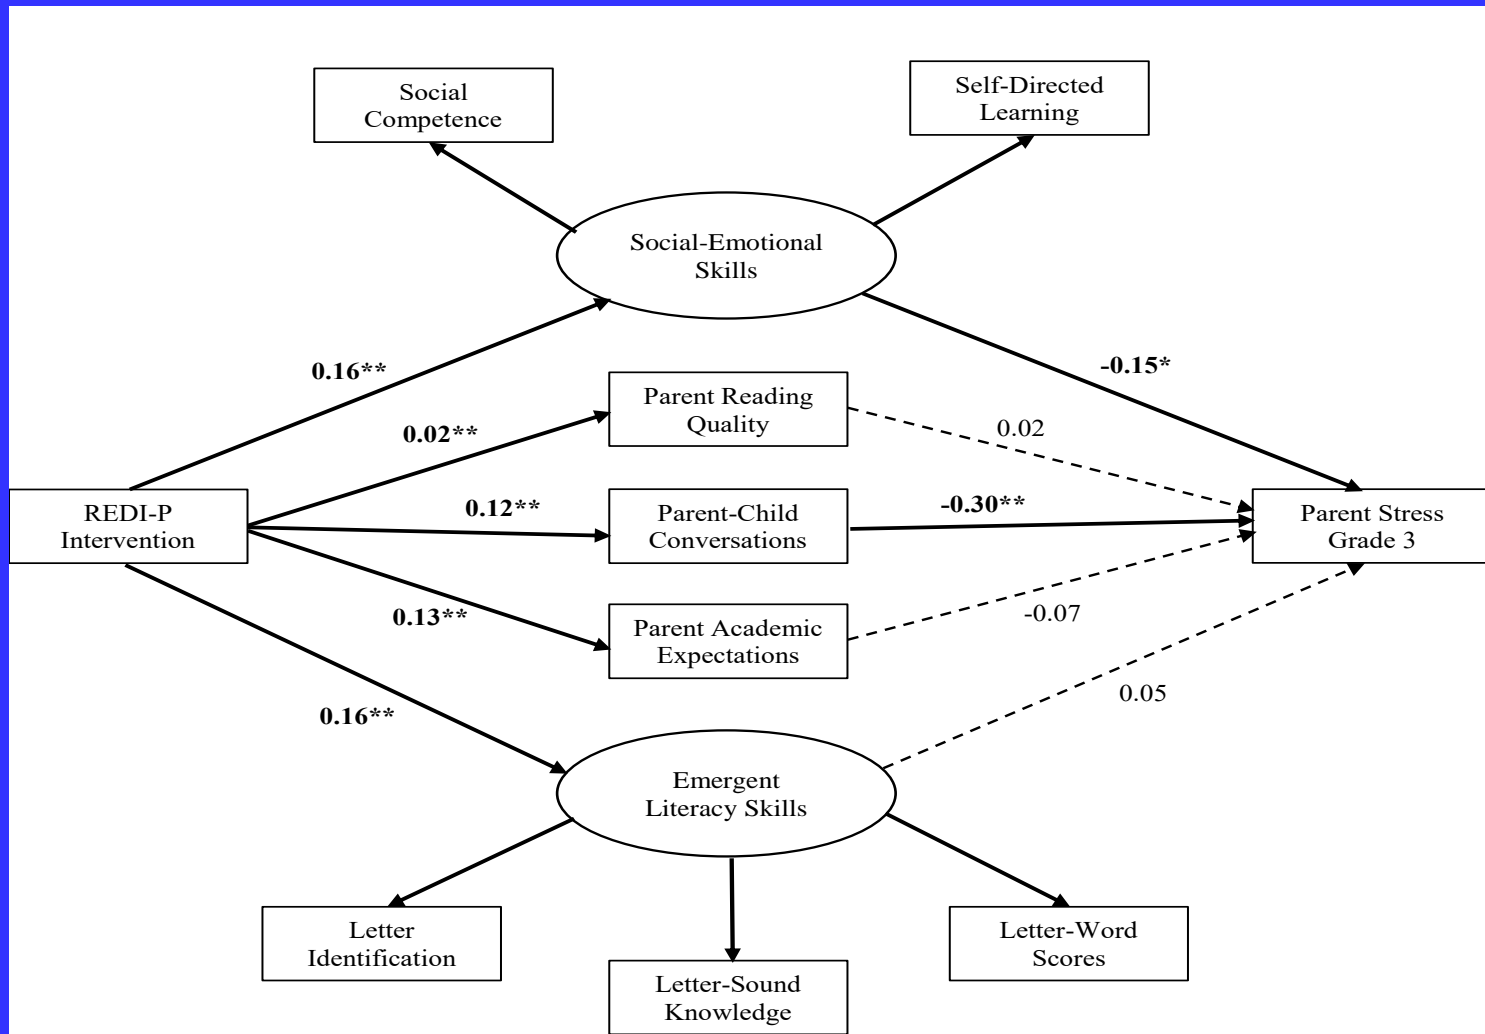 Social
Competence
Self-Directed
Learning
Social-Emotional
Skills
0.16**
-0.15*
Parent Reading
Quality
0.02**
0.02
REDI-P
Intervention
0.12**
Parent-Child
Conversations
-0.30**
Parent Stress
Grade 3
0.13**
Parent Academic
Expectations
-0.07
0.16**
0.05
Emergent
Literacy Skills
Letter
Identification
Letter-Sound
Knowledge
Letter-Word
Scores